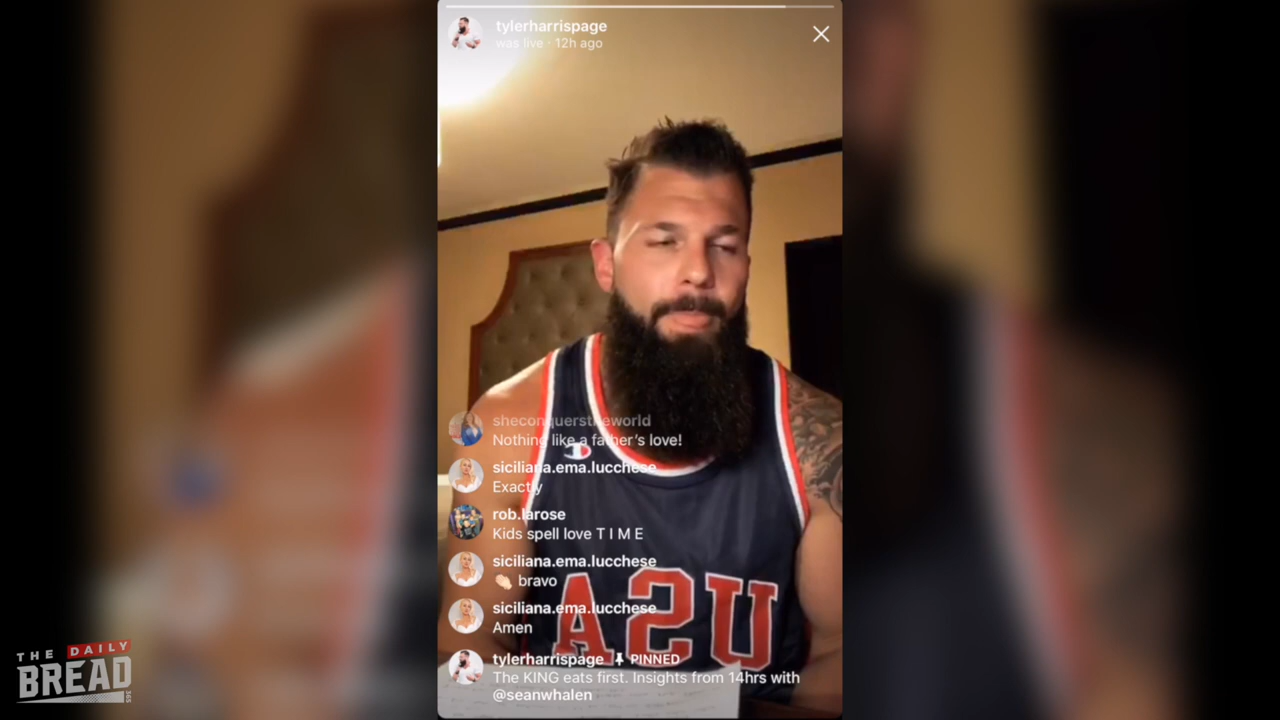 tylerharrispage
was live · 12h ago
sheconquerstheworld
Nothing like a father's love!
siciliana.ema.lucchese
Exactly
rob.larose
Kids spell love T I M E
siciliana.ema.lucchese
👏🏻 bravo
siciliana.ema.lucchese
Amen
USA
tylerharrispage 📌 PINNED
The KING eats first. Insights from 14hrs with
@seanwhalen
THE DAILY
BREAD
365